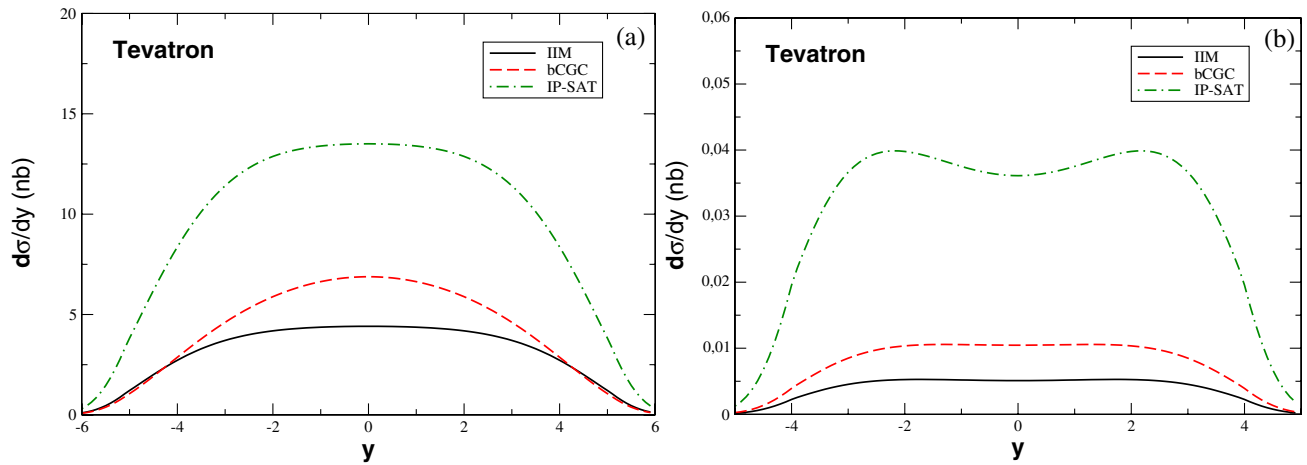 Tevatron
(a)
IIM
bCGC
IP-SAT
20
15
10
5
0
-6
-4
-2
0
2
4
6
dσ/dy (nb)
y
Tevatron
(b)
IIM
bCGC
IP-SAT
0,06
0,05
0,04
0,03
0,02
0,01
0
-4
-2
0
2
4
dσ/dy (nb)
y